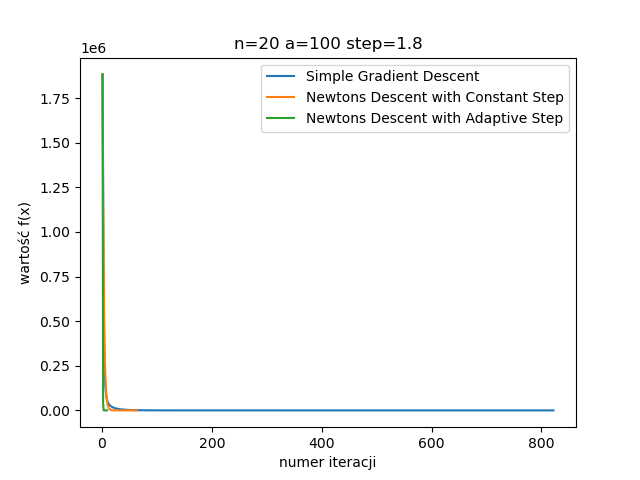 n=20 a=100 step=1.8
1e6
Simple Gradient Descent
Newtons Descent with Constant Step
Newtons Descent with Adaptive Step
1.75
1.50
1.25
1.00
0.75
0.50
0.25
0.00
wartość f(x)
0 200 400 600 800
numer iteracji